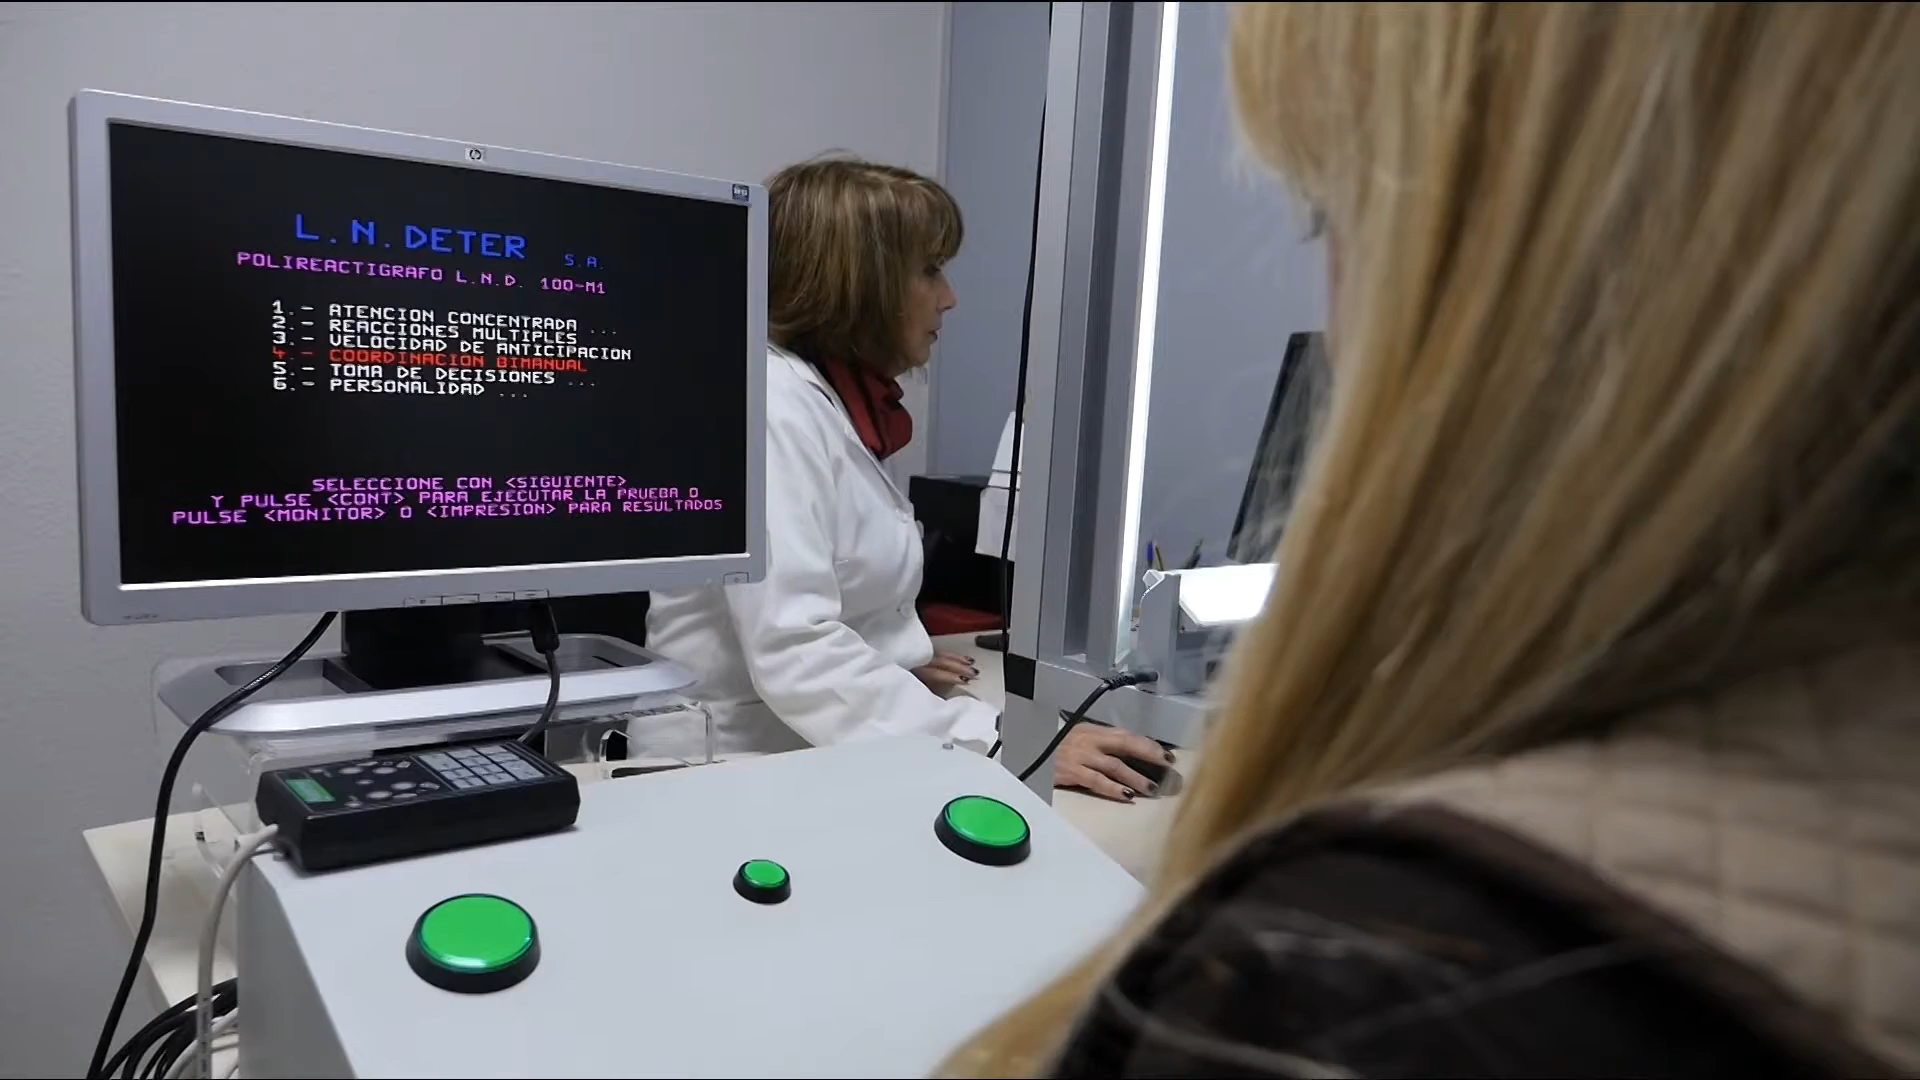 hp
L.N.DETER S.A.
POLIREACTIGRAFO L.N.D. 100-M1
1.- ATENCION CONCENTRADA ...
2.- REACCIONES MULTIPLES
3.- VELOCIDAD DE ANTICIPACION
4.- COORDINACION BIMANUAL
5.- TOMA DE DECISIONES ...
6.- PERSONALIDAD ...
SELECCIONE CON <SIGUIENTE>
Y PULSE <CONT> PARA EJECUTAR LA PRUEBA O
PULSE <MONITOR> O <IMPRESION> PARA RESULTADOS